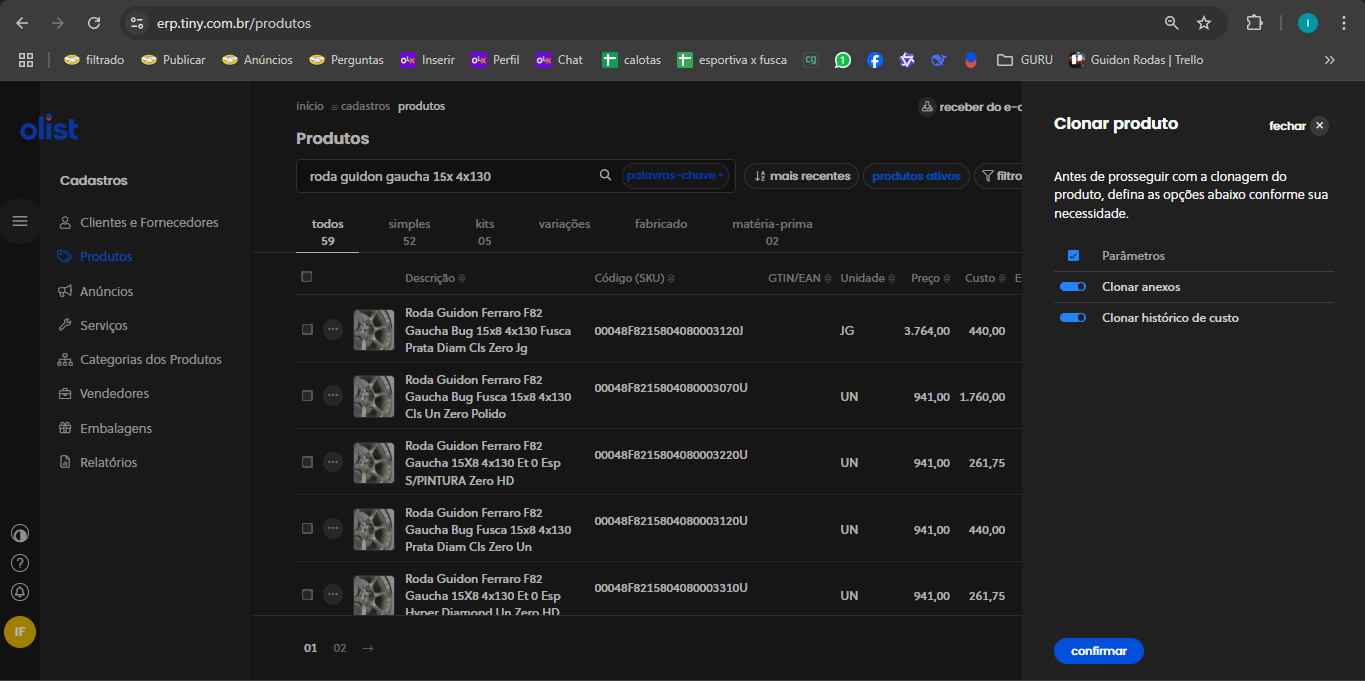 erp.tiny.com.br/produtos
I
filtrado
Publicar
Anúncios
Perguntas
olx Inserir
olx Perfil
olx Chat
calotas
esportiva x fusca
cg
1
GURU
Guidon Rodas | Trello
olist
Cadastros
Clientes e Fornecedores
Produtos
Anúncios
Serviços
Categorias dos Produtos
Vendedores
Embalagens
Relatórios
IF
início ≡ cadastros produtos
receber do e-c
Produtos
roda guidon gaucha 15x 4x130
palavras-chave
mais recentes
produtos ativos
filtro
todos
59
simples
52
kits
05
variações
fabricado
matéria-prima
02
Descrição
Código (SKU)
GTIN/EAN
Unidade
Preço
Custo
E
Roda Guidon Ferraro F82
Gaucha Bug 15x8 4x130 Fusca
Prata Diam Cls Zero Jg
00048F8215804080003120J
JG
3.764,00
440,00
Roda Guidon Ferraro F82
Gaucha Bug Fusca 15x8 4x130
Cls Un Zero Polido
00048F8215804080003070U
UN
941,00
1.760,00
Roda Guidon Ferraro F82
Gaucha 15X8 4x130 Et 0 Esp
S/PINTURA Zero HD
00048F8215804080003220U
UN
941,00
261,75
Roda Guidon Ferraro F82
Gaucha Bug Fusca 15x8 4x130
Prata Diam Cls Zero Un
00048F8215804080003120U
UN
941,00
440,00
Roda Guidon Ferraro F82
Gaucha 15X8 4x130 Et 0 Esp
Hyper Diamond Un Zero HD
00048F8215804080003310U
UN
941,00
261,75
01 02 →
Clonar produto
fechar ×
Antes de prosseguir com a clonagem do
produto, defina as opções abaixo conforme sua
necessidade.
Parâmetros
Clonar anexos
Clonar histórico de custo
confirmar